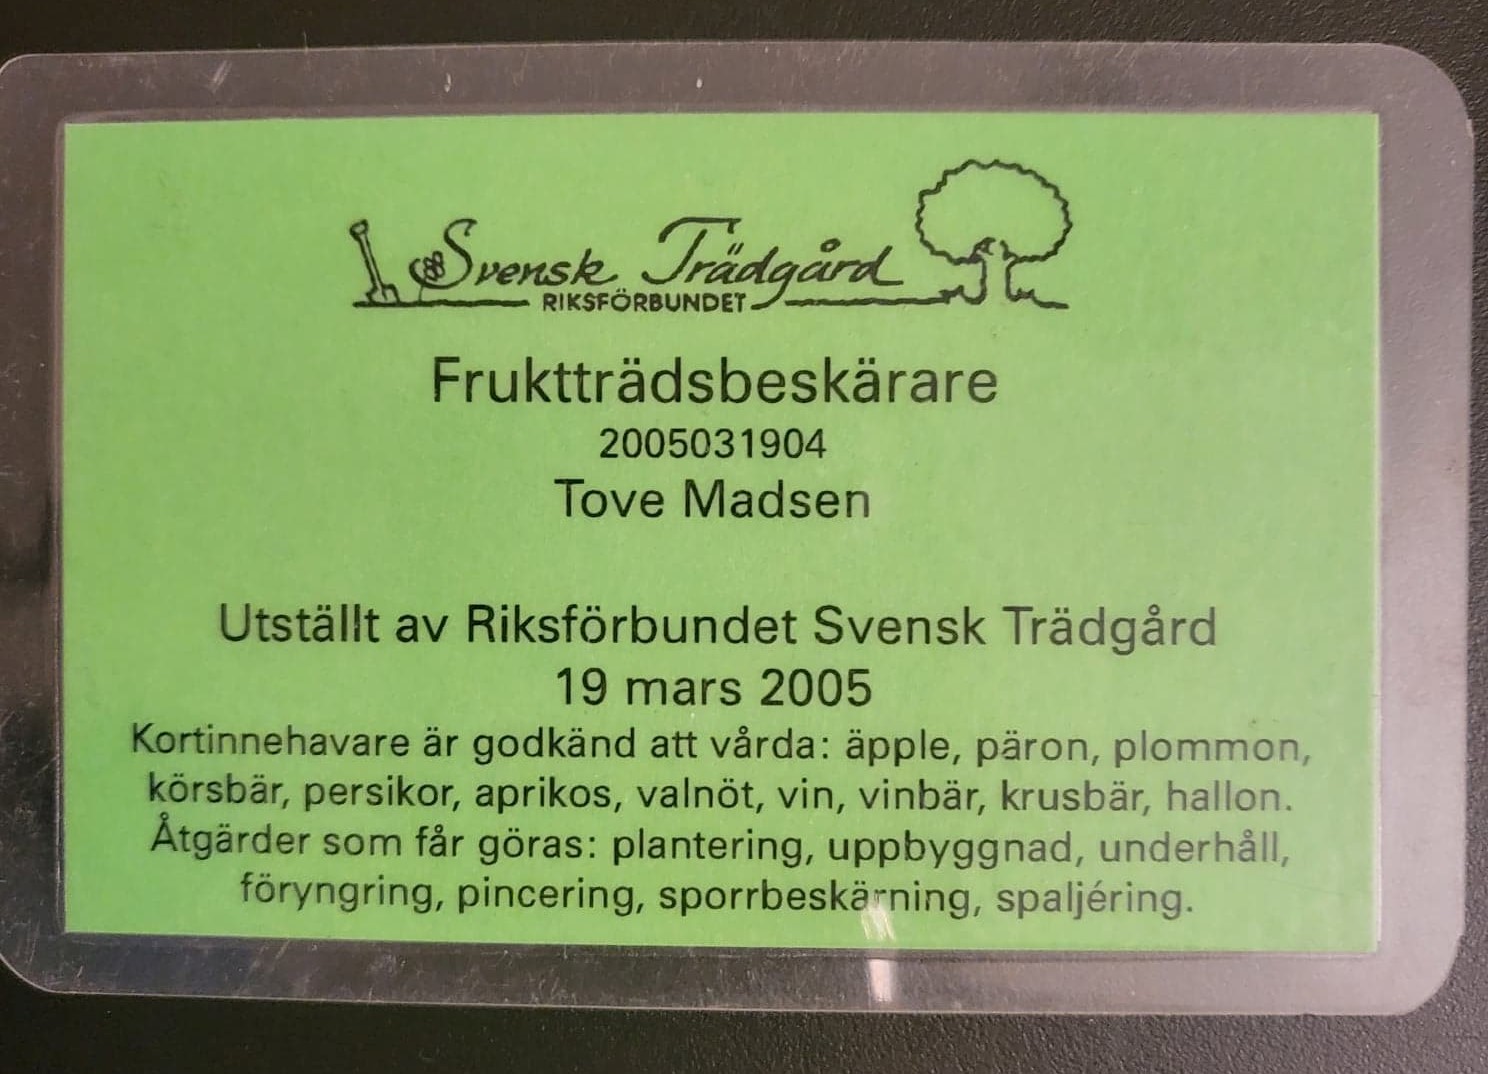 Svensk Trädgård
RIKSFÖRBUNDET
Fruktträdsbeskärare
2005031904
Tove Madsen
Utställt av Riksförbundet Svensk Trädgård
19 mars 2005
Kortinnehavare är godkänd att vårda: äpple, päron, plommon,
körsbär, persikor, aprikos, valnöt, vin, vinbär, krusbär, hallon.
Åtgärder som får göras: plantering, uppbyggnad, underhåll,
föryngring, pincering, sporrbeskärning, spaljéring.